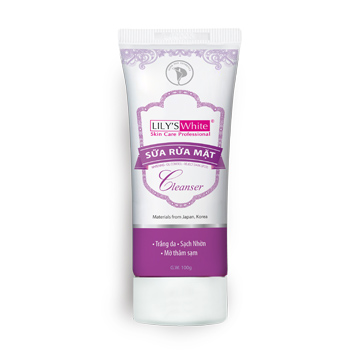 LILY'S White
Skin Care Professional
SỮA RỬA MẶT
Cleanser
Materials from Japan, Korea
• Trắng da • Sạch Nhờn
• Mờ thâm sạm